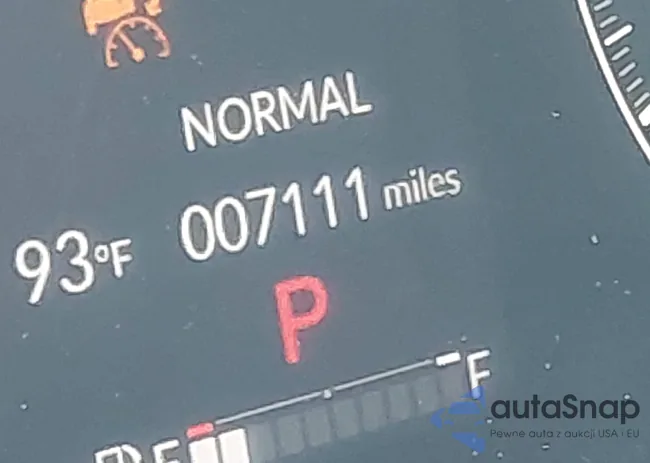 NORMAL
93°F 007111 miles
P
F
E
autaSnap
Pewne auta z aukcji USA i EU